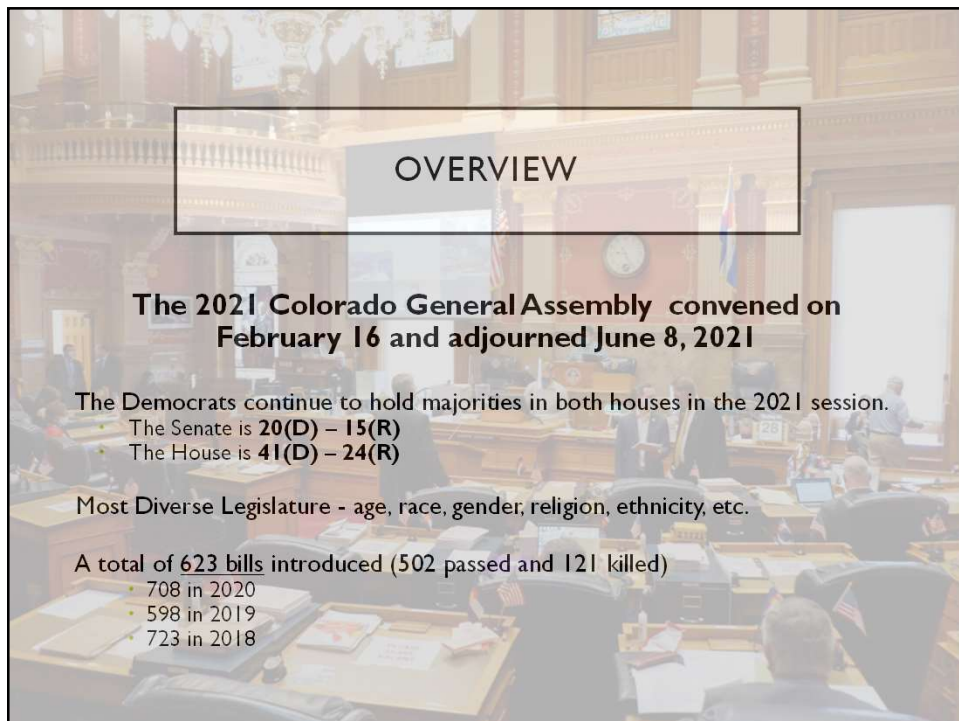 OVERVIEW
The 2021 Colorado General Assembly convened on
February 16 and adjourned June 8, 2021
The Democrats continue to hold majorities in both houses in the 2021 session.
• The Senate is 20(D) – 15(R)
• The House is 41(D) – 24(R)
Most Diverse Legislature - age, race, gender, religion, ethnicity, etc.
A total of 623 bills introduced (502 passed and 121 killed)
• 708 in 2020
• 598 in 2019
• 723 in 2018